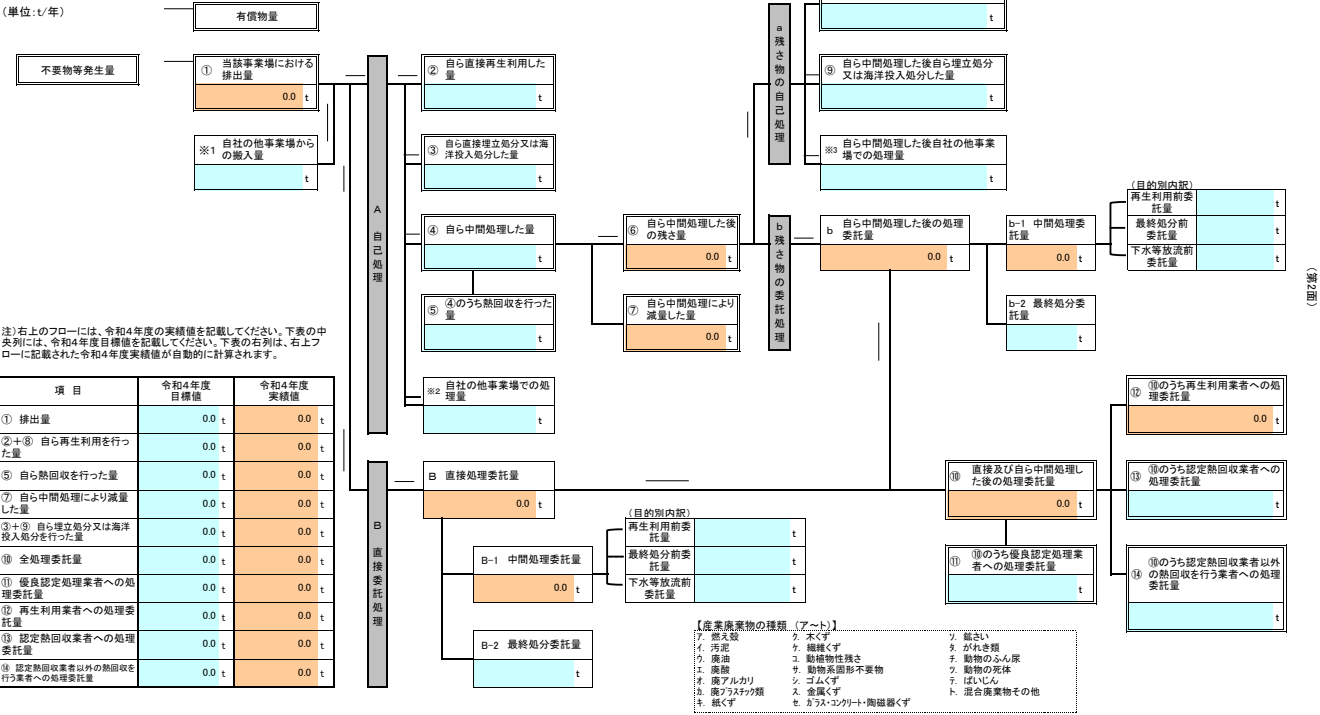 （単位：t/年）
有償物量
t
不要物等発生量
① 当該事業場における
排出量
0.0 t
※1 自社の他事業場から
の搬入量
t
A 自己処理
② 自ら直接再生利用した
量
t
③ 自ら直接埋立処分又は海
洋投入処分した量
t
④ 自ら中間処理した量
t
⑤ ④のうち熱回収を行った
量
t
※2 自社の他事業場での処
理量
t
⑥ 自ら中間処理した後
の残さ量
0.0 t
⑦ 自ら中間処理により
減量した量
0.0 t
a 残さ物の自己処理
⑨ 自ら中間処理した後自ら埋立処分
又は海洋投入処分した量
t
※3 自ら中間処理した後自社の他事業
場での処理量
t
b 残さ物の委託処理
b 自ら中間処理した後の処理
委託量
0.0 t
b-1 中間処理委
託量
0.0 t
b-2 最終処分委
託量
t
（目的別内訳）
再生利用前委
託量
t
最終処分前
委託量
t
下水等放流前
委託量
t
（第2面）
注）右上のフローには、令和4年度の実績値を記載してください。下表の中
央列には、令和4年度目標値を記載してください。下表の右列は、右上フ
ローに記載された令和4年度実績値が自動的に計算されます。
項 目 令和4年度
目標値 令和4年度
実績値
① 排出量 0.0 t 0.0 t
②＋⑧ 自ら再生利用を行っ
た量 0.0 t 0.0 t
⑤ 自ら熱回収を行った量 0.0 t 0.0 t
⑦ 自ら中間処理により減量
した量 0.0 t 0.0 t
③＋⑨ 自ら埋立処分又は海洋
投入処分を行った量 0.0 t 0.0 t
⑩ 全処理委託量 0.0 t 0.0 t
⑪ 優良認定処理業者への処
理委託量 0.0 t 0.0 t
⑫ 再生利用業者への処理委
託量 0.0 t 0.0 t
⑬ 認定熱回収業者への処理
委託量 0.0 t 0.0 t
⑭ 認定熱回収業者以外の熱回収を
行う業者への処理委託量 0.0 t 0.0 t
B 直接委託処理
B 直接処理委託量
0.0 t
B-1 中間処理委託量
0.0 t
B-2 最終処分委託量
t
（目的別内訳）
再生利用前委
託量
t
最終処分前委
託量
t
下水等放流前
委託量
t
⑩ 直接及び自ら中間処理し
た後の処理委託量
0.0 t
⑪ ⑩のうち優良認定処理業
者への処理委託量
t
⑫ ⑩のうち再生利用業者への処
理委託量
0.0 t
⑬ ⑩のうち認定熱回収業者への
処理委託量
t
⑭ ⑩のうち認定熱回収業者以外
の熱回収を行う業者への処理
委託量
t
【産業廃棄物の種類 （ア～ト）】
ア. 燃え殻 ク. 木くず ソ. 鉱さい
イ. 汚泥 ケ. 繊維くず タ. がれき類
ウ. 廃油 コ. 動植物性残さ チ. 動物のふん尿
エ. 廃酸 サ. 動物系固形不要物 ツ. 動物の死体
オ. 廃アルカリ シ. ゴムくず テ. ばいじん
カ. 廃プラスチック類 ス. 金属くず ト. 混合廃棄物その他
キ. 紙くず セ. ガラス・コンクリート・陶磁器くず